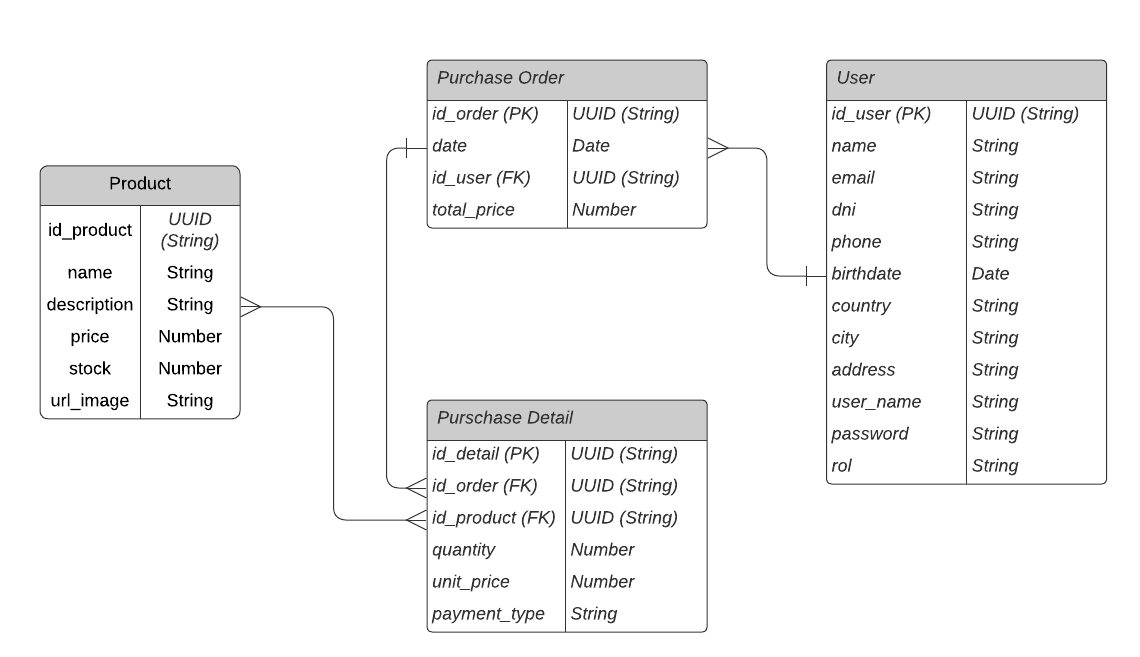 Product
id_product UUID
(String)
name String
description String
price Number
stock Number
url_image String
Purchase Order
id_order (PK) UUID (String)
date Date
id_user (FK) UUID (String)
total_price Number
Purschase Detail
id_detail (PK) UUID (String)
id_order (FK) UUID (String)
id_product (FK) UUID (String)
quantity Number
unit_price Number
payment_type String
User
id_user (PK) UUID (String)
name String
email String
dni String
phone String
birthdate Date
country String
city String
address String
user_name String
password String
rol String